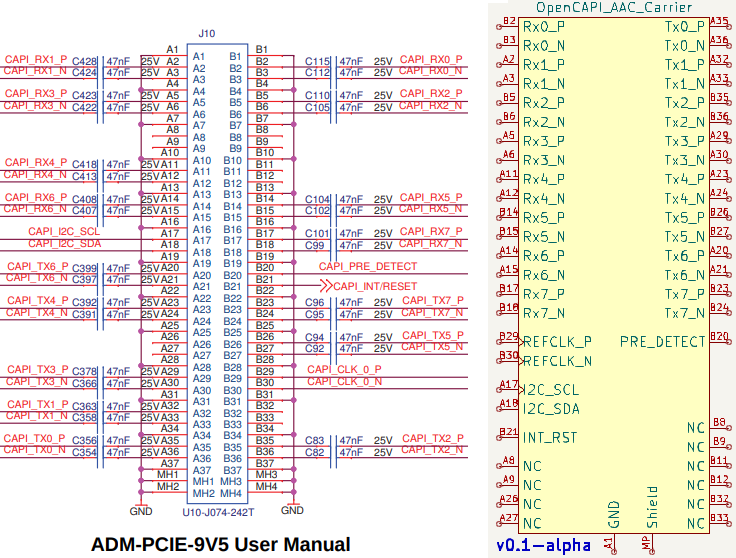 J10
A1 A1 B1 B1
CAPI_RX1_P C428 47nF 25V A2 A2 B2 B2 C115 47nF 25V CAPI_RX0_P
CAPI_RX1_N C424 47nF 25V A3 A3 B3 B3 C112 47nF 25V CAPI_RX0_N
A4 A4 B4 B4
CAPI_RX3_P C423 47nF 25V A5 A5 B5 B5 C110 47nF 25V CAPI_RX2_P
CAPI_RX3_N C422 47nF 25V A6 A6 B6 B6 C105 47nF 25V CAPI_RX2_N
A7 A7 B7 B7
A8 A8 B8 B8
A9 A9 B9 B9
A10 A10 B10 B10
CAPI_RX4_P C418 47nF 25V A11 A11 B11 B11
CAPI_RX4_N C413 47nF 25V A12 A12 B12 B12
A13 A13 B13 B13
CAPI_RX6_P C408 47nF 25V A14 A14 B14 B14 C104 47nF 25V CAPI_RX5_P
CAPI_RX6_N C407 47nF 25V A15 A15 B15 B15 C102 47nF 25V CAPI_RX5_N
A16 A16 B16 B16
CAPI_I2C_SCL A17 A17 B17 B17 C101 47nF 25V CAPI_RX7_P
CAPI_I2C_SDA A18 A18 B18 B18 C99 47nF 25V CAPI_RX7_N
A19 A19 B19 B19
CAPI_TX6_P C399 47nF 25V A20 A20 B20 B20 CAPI_PRE_DETECT
CAPI_TX6_N C397 47nF 25V A21 A21 B21 B21 CAPI_INT/RESET
A22 A22 B22 B22
CAPI_TX4_P C392 47nF 25V A23 A23 B23 B23 C96 47nF 25V CAPI_TX7_P
CAPI_TX4_N C391 47nF 25V A24 A24 B24 B24 C95 47nF 25V CAPI_TX7_N
A25 A25 B25 B25
A26 A26 B26 B26 C94 47nF 25V CAPI_TX5_P
A27 A27 B27 B27 C92 47nF 25V CAPI_TX5_N
A28 A28 B28 B28
CAPI_TX3_P C378 47nF 25V A29 A29 B29 B29 CAPI_CLK_0_P
CAPI_TX3_N C366 47nF 25V A30 A30 B30 B30 CAPI_CLK_0_N
A31 A31 B31 B31
CAPI_TX1_P C363 47nF 25V A32 A32 B32 B32
CAPI_TX1_N C358 47nF 25V A33 A33 B33 B33
A34 A34 B34 B34
CAPI_TX0_P C356 47nF 25V A35 A35 B35 B35 C83 47nF 25V CAPI_TX2_P
CAPI_TX0_N C354 47nF 25V A36 A36 B36 B36 C82 47nF 25V CAPI_TX2_N
A37 A37 B37 B37
MH1 MH1 MH3 MH3
MH2 MH2 MH4 MH4
GND U10-J074-242T GND
ADM-PCIE-9V5 User Manual
OpenCAPI_AAC_Carrier
B2 Rx0_P Tx0_P A35
B3 Rx0_N Tx0_N A36
A2 Rx1_P Tx1_P A32
A3 Rx1_N Tx1_N A33
B5 Rx2_P Tx2_P B35
B6 Rx2_N Tx2_N B36
A5 Rx3_P Tx3_P A29
A6 Rx3_N Tx3_N A30
A11 Rx4_P Tx4_P A23
A12 Rx4_N Tx4_N A24
B14 Rx5_P Tx5_P B26
B15 Rx5_N Tx5_N B27
A14 Rx6_P Tx6_P A20
A15 Rx6_N Tx6_N A21
B17 Rx7_P Tx7_P B23
B18 Rx7_N Tx7_N B24
B29 REFCLK_P PRE_DETECT B20
B30 REFCLK_N
A17 I2C_SCL
A18 I2C_SDA
NC B8
B21 INT_RST NC B9
A8 NC NC B11
A9 NC NC B12
A26 NC NC B32
A27 NC NC B33
GND Shield
v0.1-alpha A1 MP